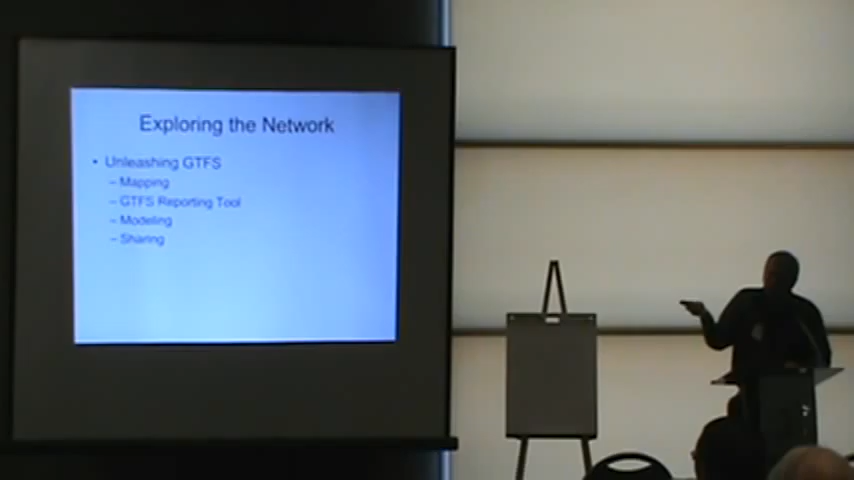 Exploring the Network
• Unleashing GTFS
– Mapping
– GTFS Reporting Tool
– Modeling
– Sharing